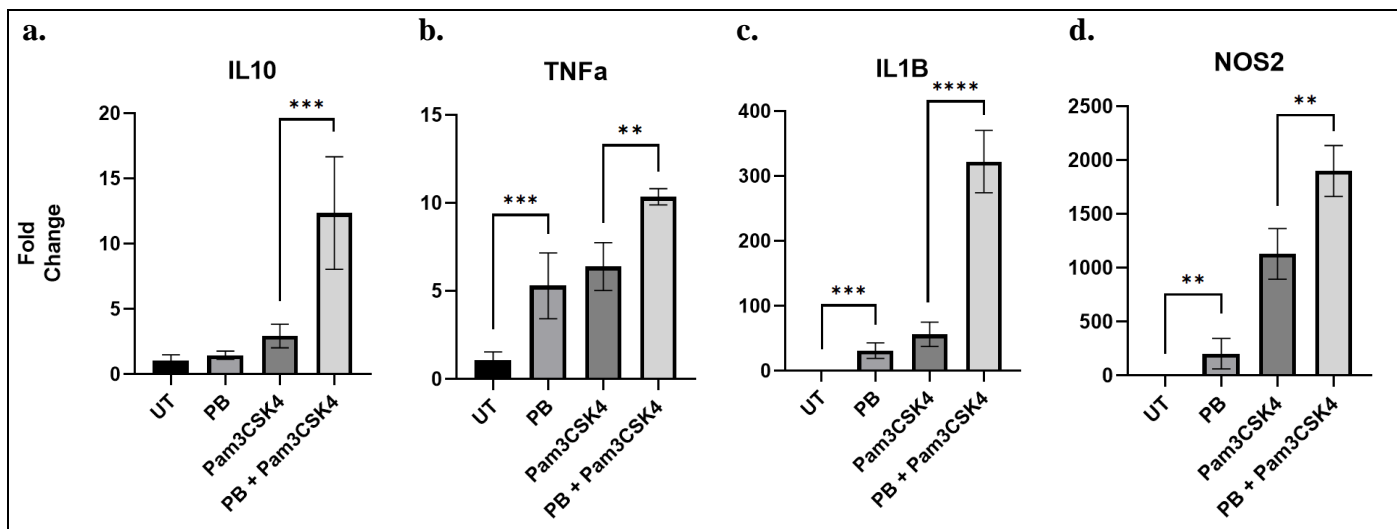 a.
IL10
Fold
Change
20
15
10
5
0
***
UT
PB
Pam3CSK4
PB + Pam3CSK4
b.
TNFa
15
10
5
0
***
**
UT
PB
Pam3CSK4
PB + Pam3CSK4
c.
IL1B
400
300
200
100
0
***
****
UT
PB
Pam3CSK4
PB + Pam3CSK4
d.
NOS2
2500
2000
1500
1000
500
0
**
**
UT
PB
Pam3CSK4
PB + Pam3CSK4